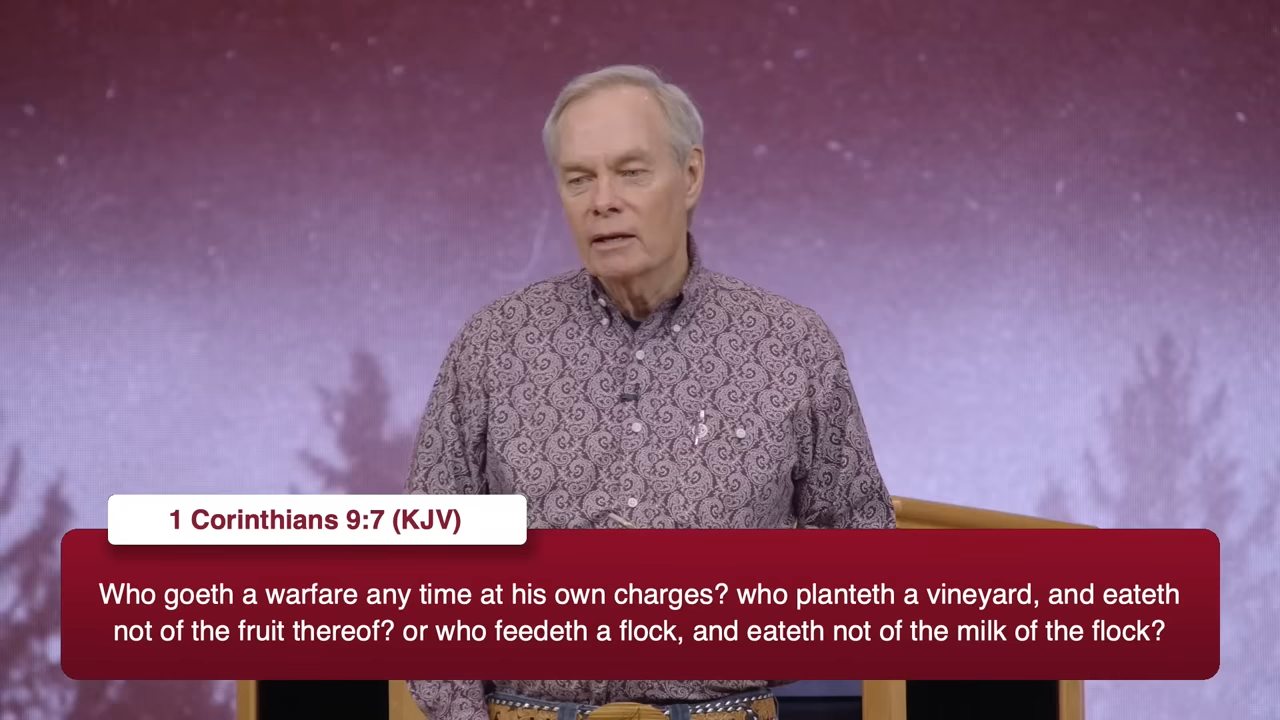 1 Corinthians 9:7 (KJV)
Who goeth a warfare any time at his own charges? who planteth a vineyard, and eateth
not of the fruit thereof? or who feedeth a flock, and eateth not of the milk of the flock?